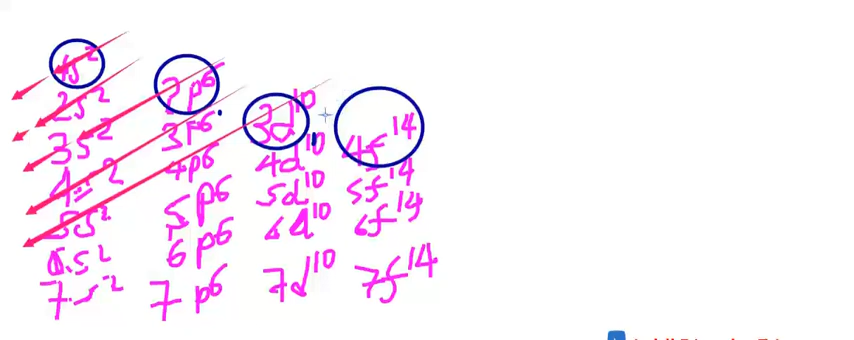 1s²
2s² 2p⁶
3s² 3p⁶ 3d¹⁰
4s² 4p⁶ 4d¹⁰ 4f¹⁴
5s² 5p⁶ 5d¹⁰ 5f¹⁴
6s² 6p⁶ 6d¹⁰ 6f¹⁴
7s² 7p⁶ 7d¹⁰ 7f¹⁴